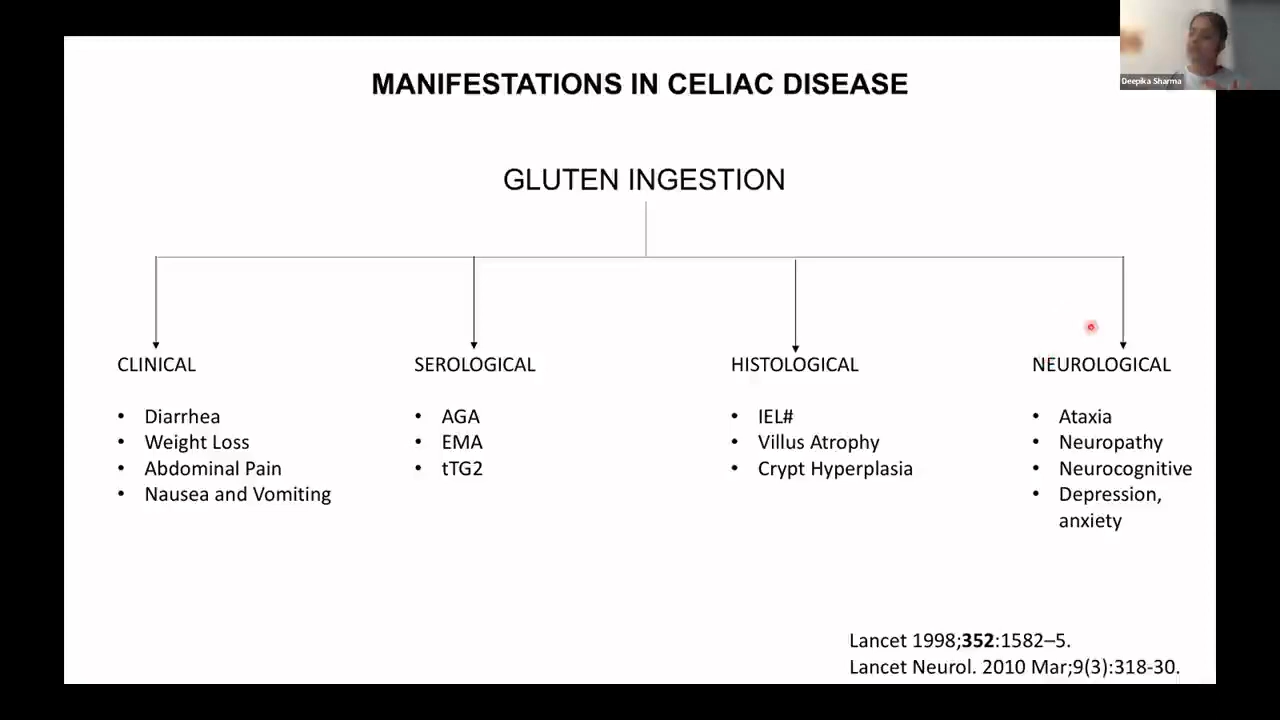 Deepika Sharma
MANIFESTATIONS IN CELIAC DISEASE
GLUTEN INGESTION
CLINICAL
• Diarrhea
• Weight Loss
• Abdominal Pain
• Nausea and Vomiting
SEROLOGICAL
• AGA
• EMA
• tTG2
HISTOLOGICAL
• IEL#
• Villus Atrophy
• Crypt Hyperplasia
NEUROLOGICAL
• Ataxia
• Neuropathy
• Neurocognitive
• Depression,
anxiety
Lancet 1998;352:1582–5.
Lancet Neurol. 2010 Mar;9(3):318-30.